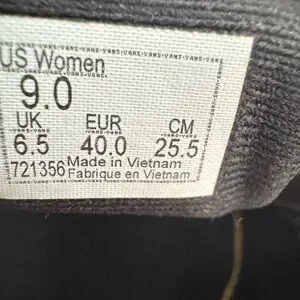 US Women
9.0
UK EUR CM
6.5 40.0 25.5
721356 Made in Vietnam
Fabrique en Vietnam